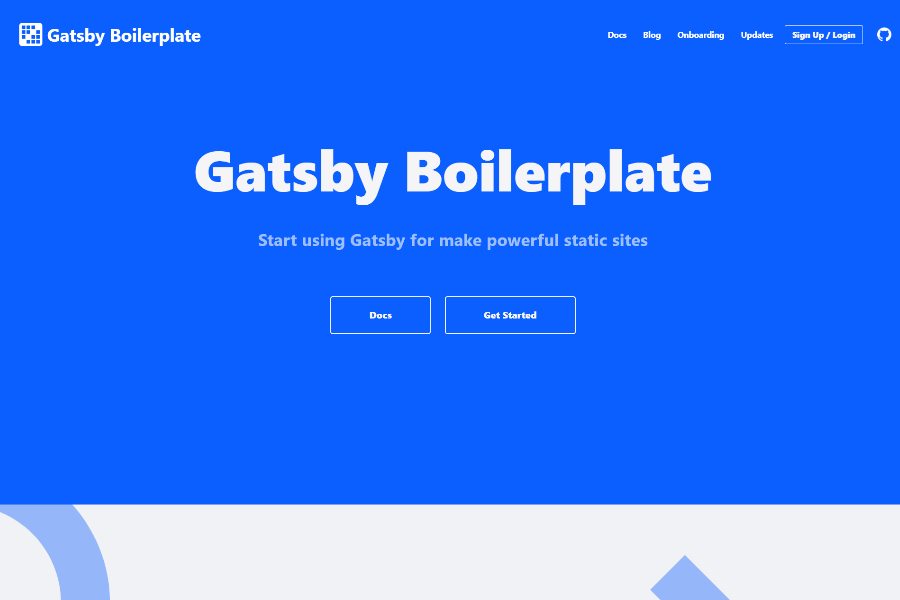 Gatsby Boilerplate
Docs Blog Onboarding Updates Sign Up / Login
Gatsby Boilerplate
Start using Gatsby for make powerful static sites
Docs Get Started